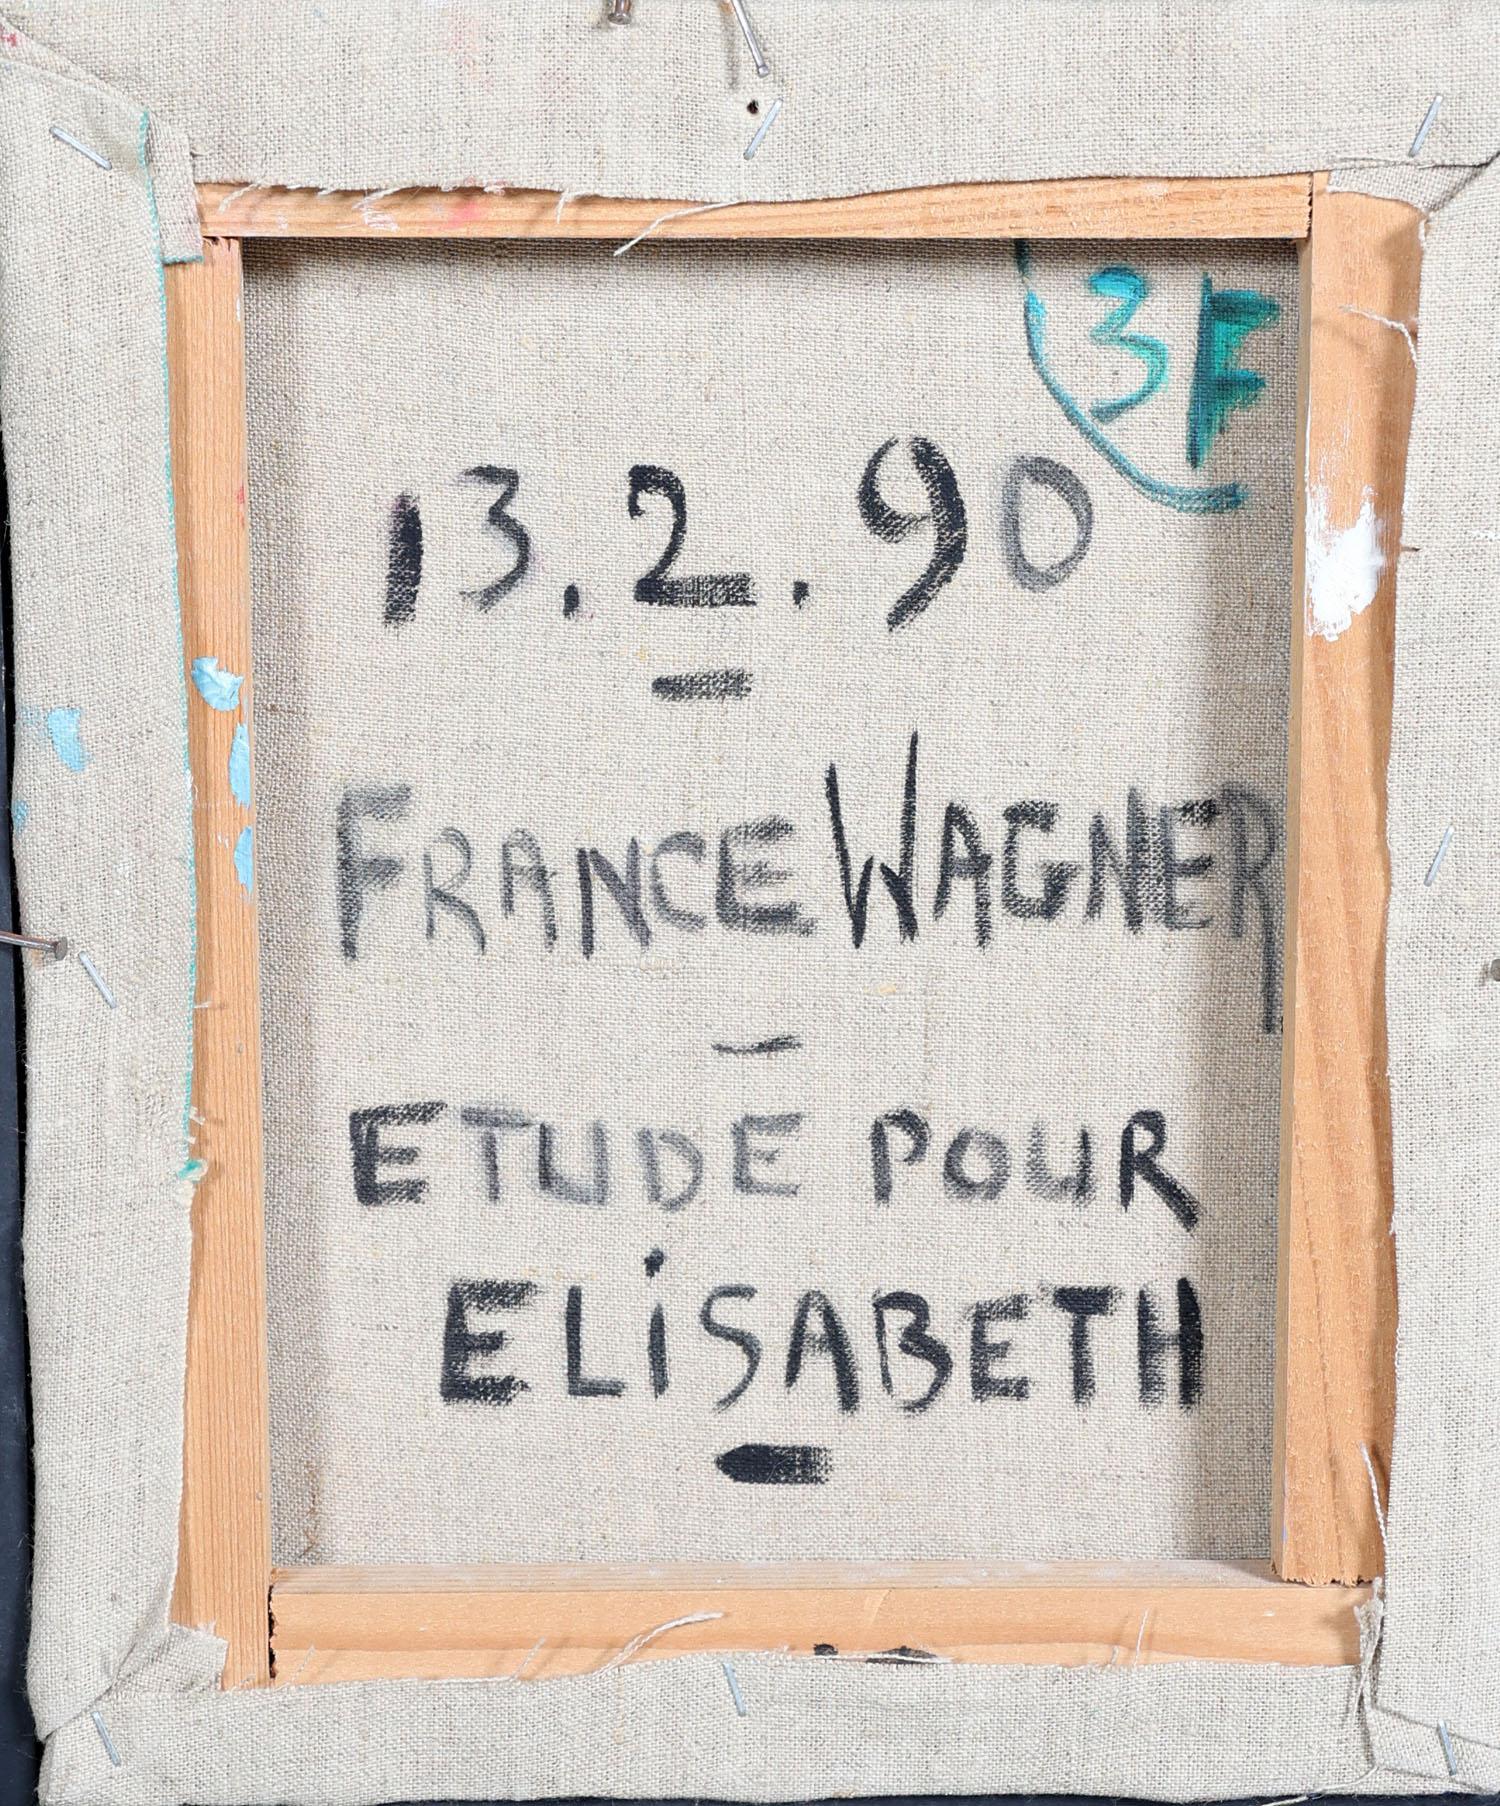 3F
13.2.90
FRANCE WAGNER
ETUDE POUR
ELiSABETH